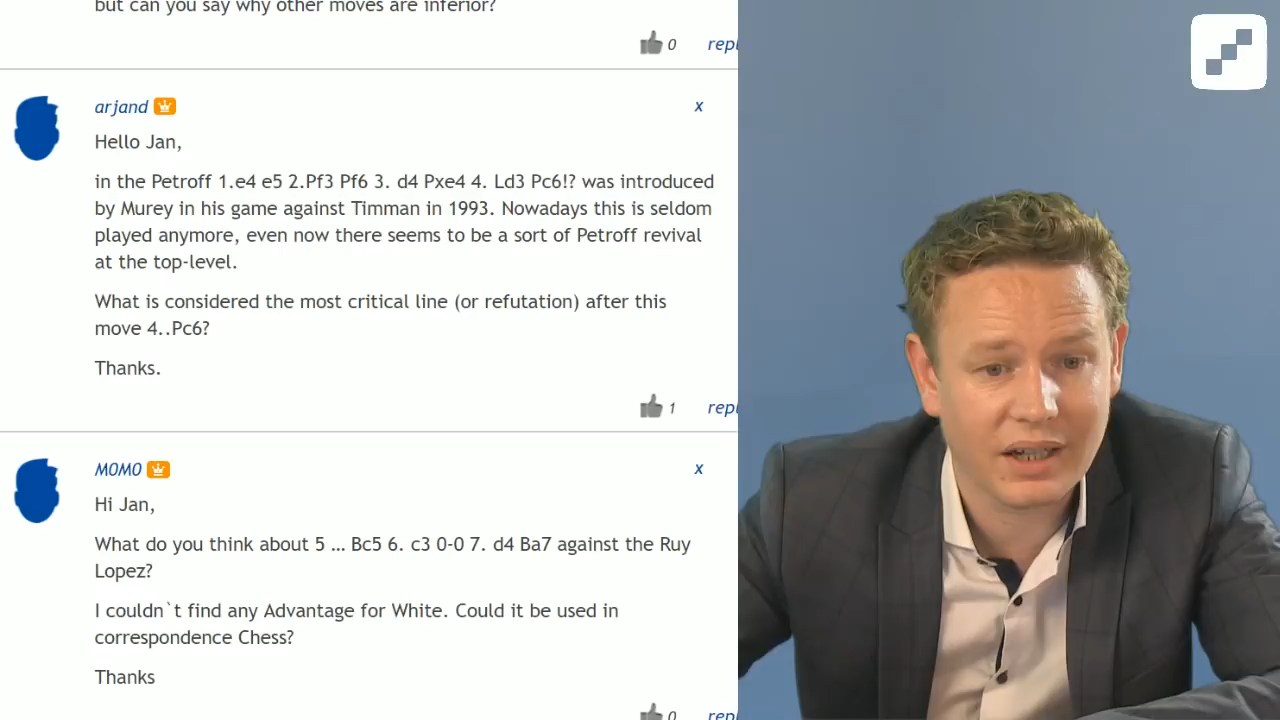 but can you say why other moves are inferior?
0
repl
arjand
x
Hello Jan,
in the Petroff 1.e4 e5 2.Pf3 Pf6 3. d4 Pxe4 4. Ld3 Pc6!? was introduced
by Murey in his game against Timman in 1993. Nowadays this is seldom
played anymore, even now there seems to be a sort of Petroff revival
at the top-level.
What is considered the most critical line (or refutation) after this
move 4..Pc6?
Thanks.
1
repl
M0M0
x
Hi Jan,
What do you think about 5 … Bc5 6. c3 0-0 7. d4 Ba7 against the Ruy
Lopez?
I couldn`t find any Advantage for White. Could it be used in
correspondence Chess?
Thanks
0
repl